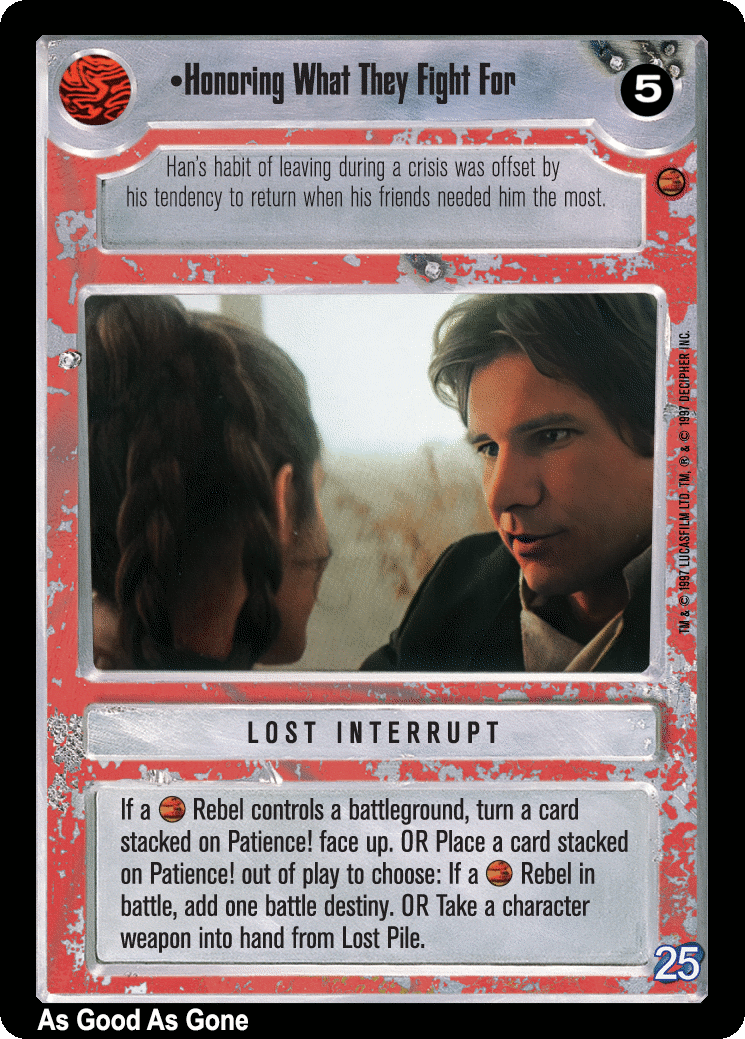 •Honoring What They Fight For
5
Han's habit of leaving during a crisis was offset by
his tendency to return when his friends needed him the most.
TM & © 1997 LUCASFILM LTD. TM, ® & © 1997 DECIPHER INC.
LOST INTERRUPT
If a Rebel controls a battleground, turn a card
stacked on Patience! face up. OR Place a card stacked
on Patience! out of play to choose: If a Rebel in
battle, add one battle destiny. OR Take a character
weapon into hand from Lost Pile.
25
As Good As Gone